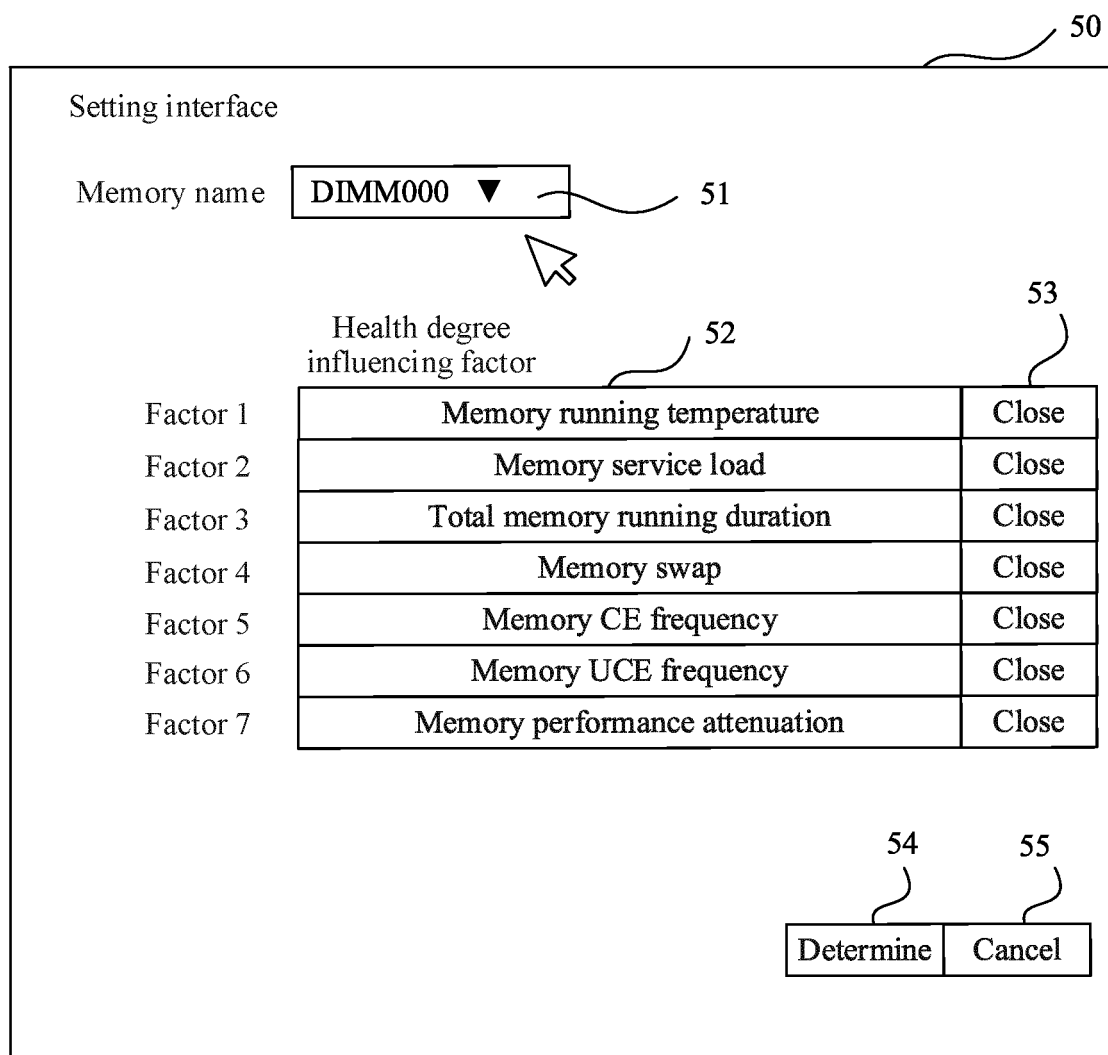 50
Setting interface
Memory name DIMM000 ▼ 51
53
Health degree
influencing factor
52
Factor 1 Memory running temperature Close
Factor 2 Memory service load Close
Factor 3 Total memory running duration Close
Factor 4 Memory swap Close
Factor 5 Memory CE frequency Close
Factor 6 Memory UCE frequency Close
Factor 7 Memory performance attenuation Close
54 55
Determine Cancel